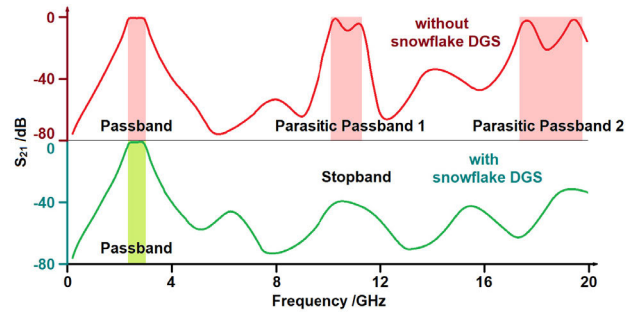 0
without
snowflake DGS
-40
Passband
Parasitic Passband 1
Parasitic Passband 2
-80
S21 /dB
0
with
snowflake DGS
Stopband
-40
Passband
-80
0
4
8
12
16
20
Frequency /GHz